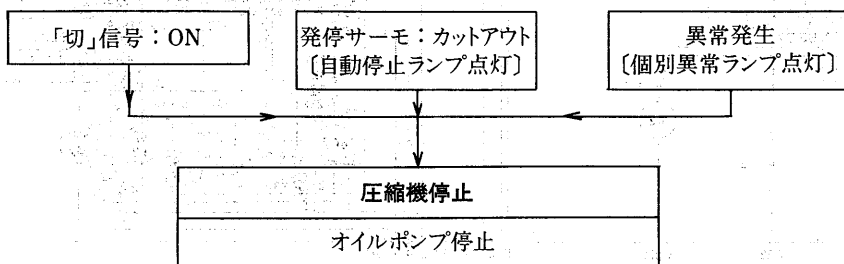 「切」信号：ON
発停サーモ：カットアウト
〔自動停止ランプ点灯〕
異常発生
〔個別異常ランプ点灯〕
圧縮機停止
オイルポンプ停止